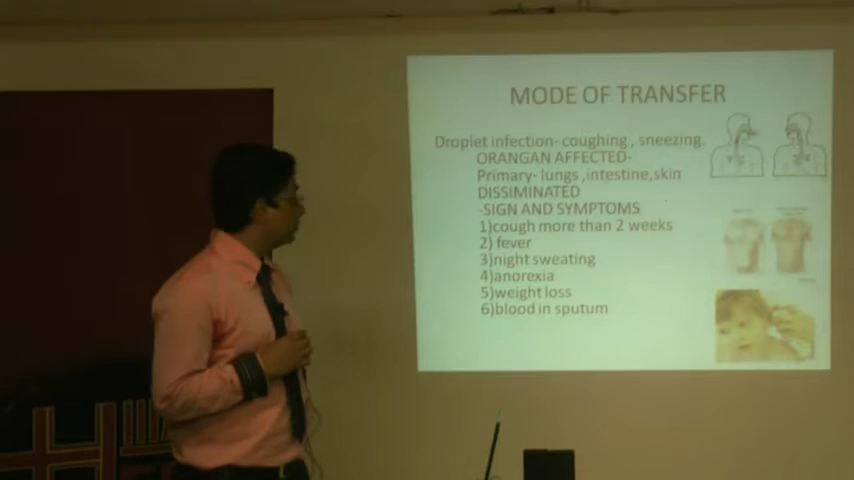 MODE OF TRANSFER
Droplet infection- coughing , sneezing.
ORANGAN AFFECTED-
Primary- lungs ,intestine,skin
DISSIMINATED
-SIGN AND SYMPTOMS
1)cough more than 2 weeks
2) fever
3)night sweating
4)anorexia
5)weight loss
6)blood in sputum